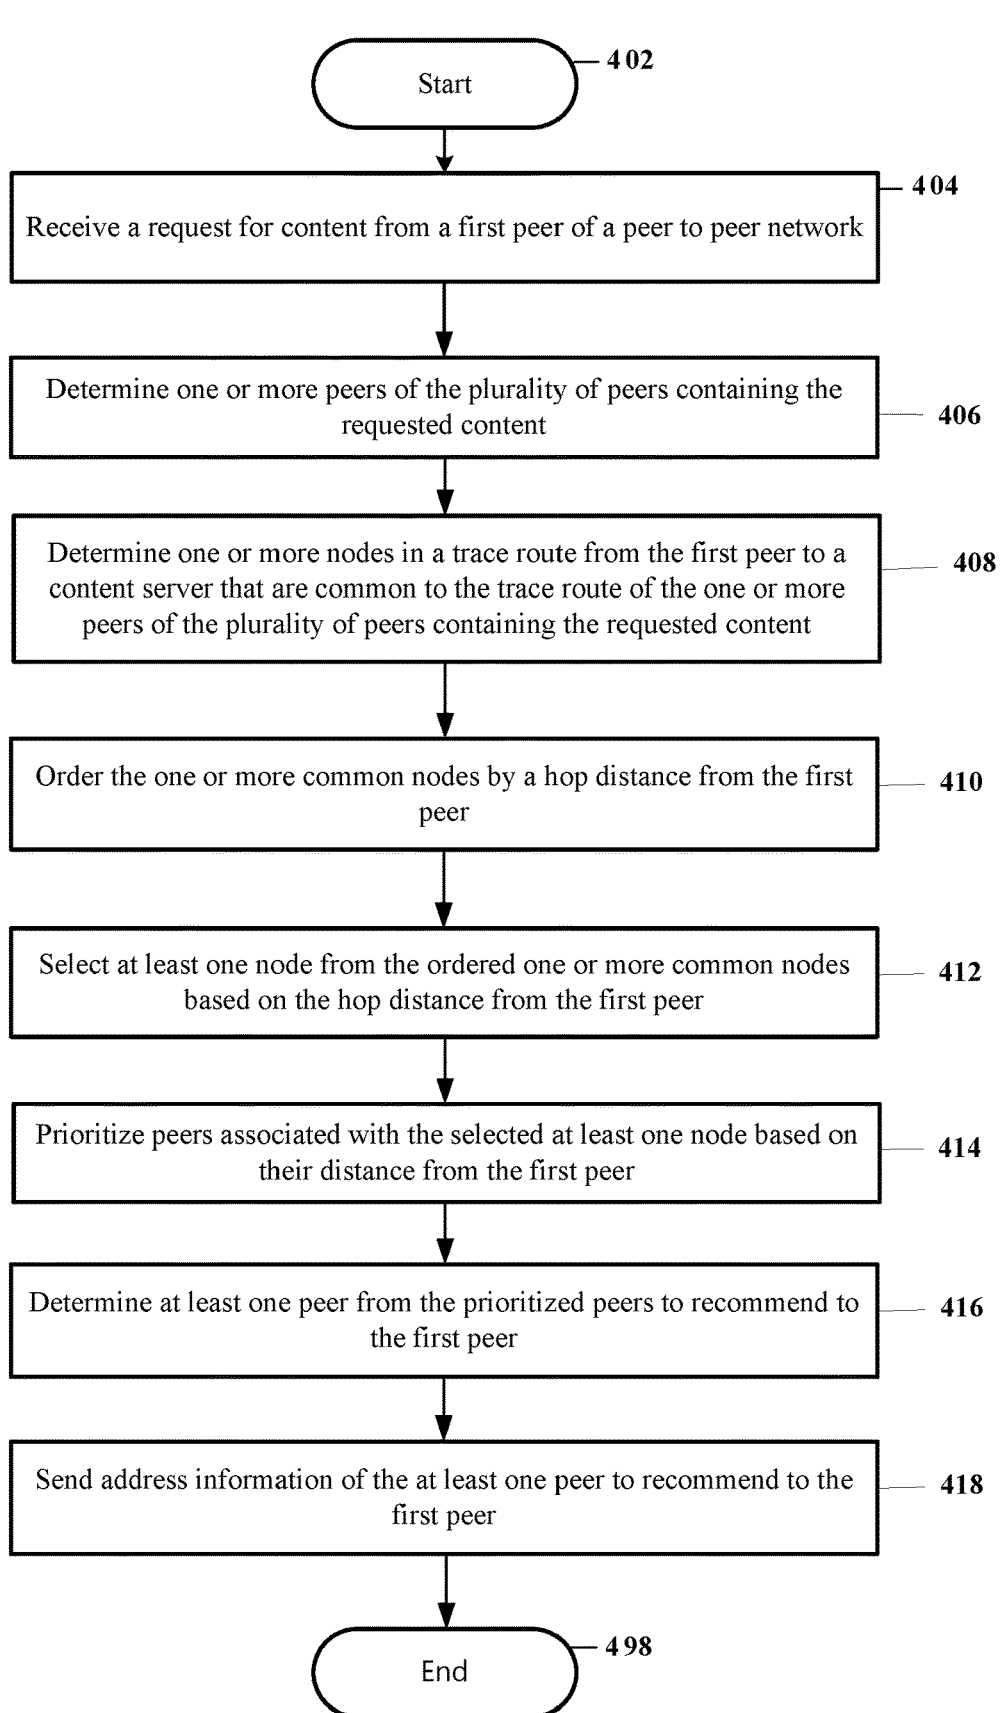 Start
402
404
Receive a request for content from a first peer of a peer to peer network
Determine one or more peers of the plurality of peers containing the
requested content
406
Determine one or more nodes in a trace route from the first peer to a
content server that are common to the trace route of the one or more
peers of the plurality of peers containing the requested content
408
Order the one or more common nodes by a hop distance from the first
peer
410
Select at least one node from the ordered one or more common nodes
based on the hop distance from the first peer
412
Prioritize peers associated with the selected at least one node based on
their distance from the first peer
414
Determine at least one peer from the prioritized peers to recommend to
the first peer
416
Send address information of the at least one peer to recommend to the
first peer
418
498
End